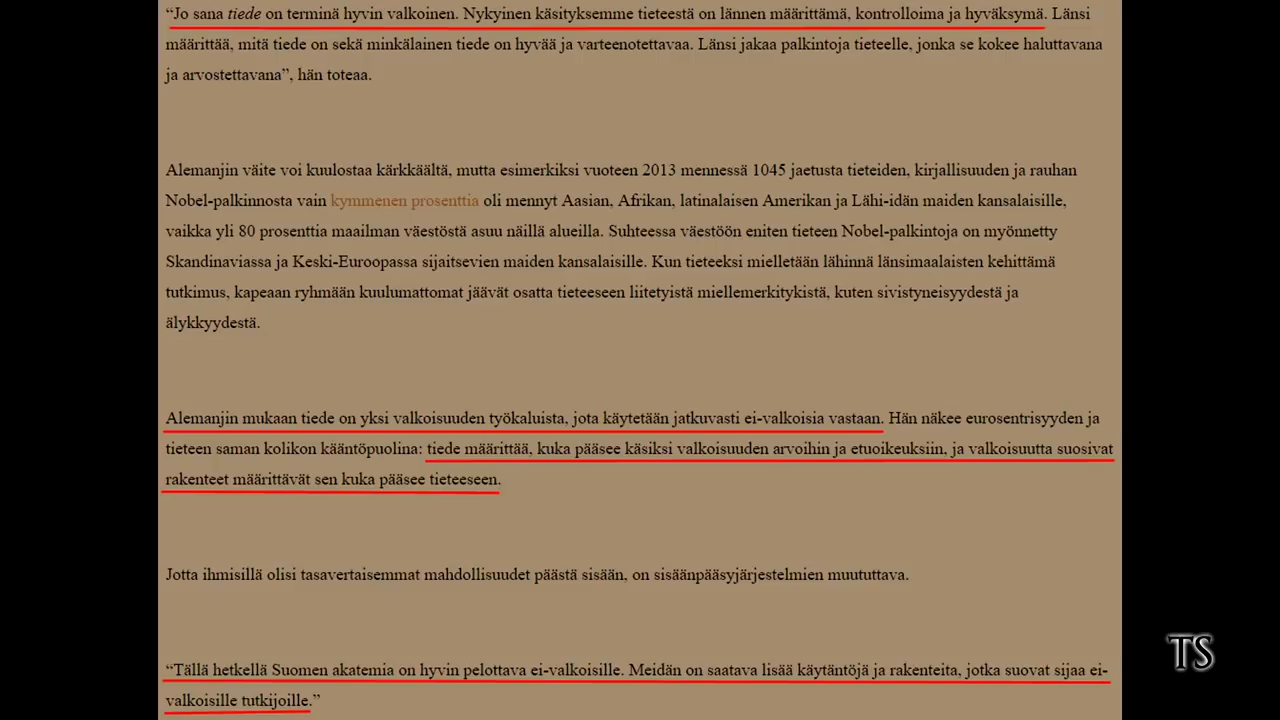 “Jo sana tiede on terminä hyvin valkoinen. Nykyinen käsityksemme tieteestä on lännen määrittämä, kontrolloima ja hyväksymä. Länsi
määrittää, mitä tiede on sekä minkälainen tiede on hyvää ja varteenotettavaa. Länsi jakaa palkintoja tieteelle, jonka se kokee haluttavana
ja arvostettavana”, hän toteaa.
Alemanjin väite voi kuulostaa kärkkäältä, mutta esimerkiksi vuoteen 2013 mennessä 1045 jaetusta tieteiden, kirjallisuuden ja rauhan
Nobel-palkinnosta vain kymmenen prosenttia oli mennyt Aasian, Afrikan, latinalaisen Amerikan ja Lähi-idän maiden kansalaisille,
vaikka yli 80 prosenttia maailman väestöstä asuu näillä alueilla. Suhteessa väestöön eniten tieteen Nobel-palkintoja on myönnetty
Skandinaviassa ja Keski-Euroopassa sijaitsevien maiden kansalaisille. Kun tieteeksi mielletään lähinnä länsimaalaisten kehittämä
tutkimus, kapeaan ryhmään kuulumattomat jäävät osatta tieteeseen liitetyistä miellemerkityksistä, kuten sivistyneisyydestä ja
älykkyydestä.
Alemanjin mukaan tiede on yksi valkoisuuden työkaluista, jota käytetään jatkuvasti ei-valkoisia vastaan. Hän näkee eurosentrisyyden ja
tieteen saman kolikon kääntöpuolina: tiede määrittää, kuka pääsee käsiksi valkoisuuden arvoihin ja etuoikeuksiin, ja valkoisuutta suosivat
rakenteet määrittävät sen kuka pääsee tieteeseen.
Jotta ihmisillä olisi tasavertaisemmat mahdollisuudet päästä sisään, on sisäänpääsyjärjestelmien muututtava.
“Tällä hetkellä Suomen akatemia on hyvin pelottava ei-valkoisille. Meidän on saatava lisää käytäntöjä ja rakenteita, jotka suovat sijaa ei-
valkoisille tutkijoille.”
TS